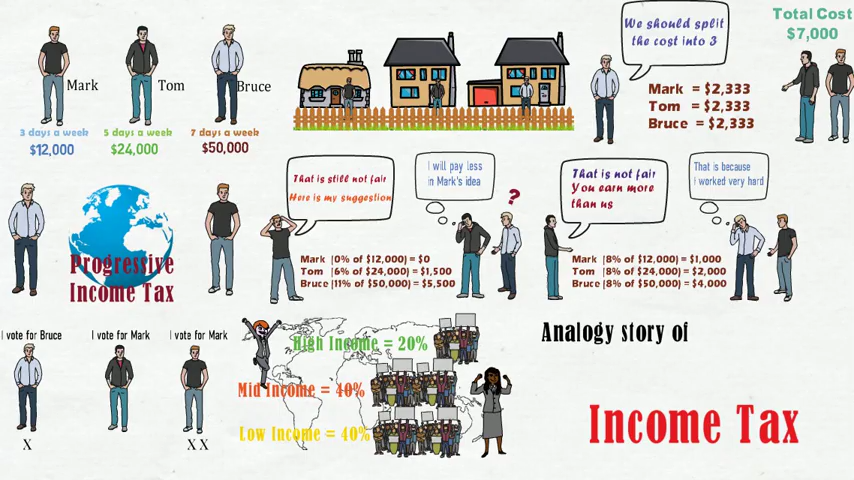 Mark
Tom
Bruce
3 days a week
5 days a week
7 days a week
$12,000
$24,000
$50,000
We should split
the cost into 3
Mark = $2,333
Tom = $2,333
Bruce = $2,333
Total Cost
$7,000
Progressive
Income Tax
That is still not fair
Here is my suggestion
I will pay less
in Mark's idea
?
Mark |0% of $12,000) = $0
Tom |6% of $24,000) = $1,500
Bruce |11% of $50,000) = $5,500
That is not fair
You earn more
than us
That is because
I worked very hard
Mark |8% of $12,000) = $1,000
Tom |8% of $24,000) = $2,000
Bruce |8% of $50,000) = $4,000
I vote for Bruce
I vote for Mark
I vote for Mark
X
X X
High Income = 20%
Mid Income = 40%
Low Income = 40%
Analogy story of
Income Tax